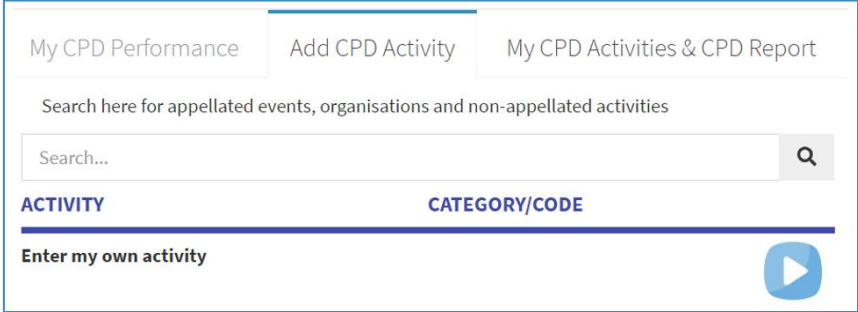 My CPD Performance Add CPD Activity My CPD Activities & CPD Report
Search here for appellated events, organisations and non-appellated activities
Search...
ACTIVITY CATEGORY/CODE
Enter my own activity